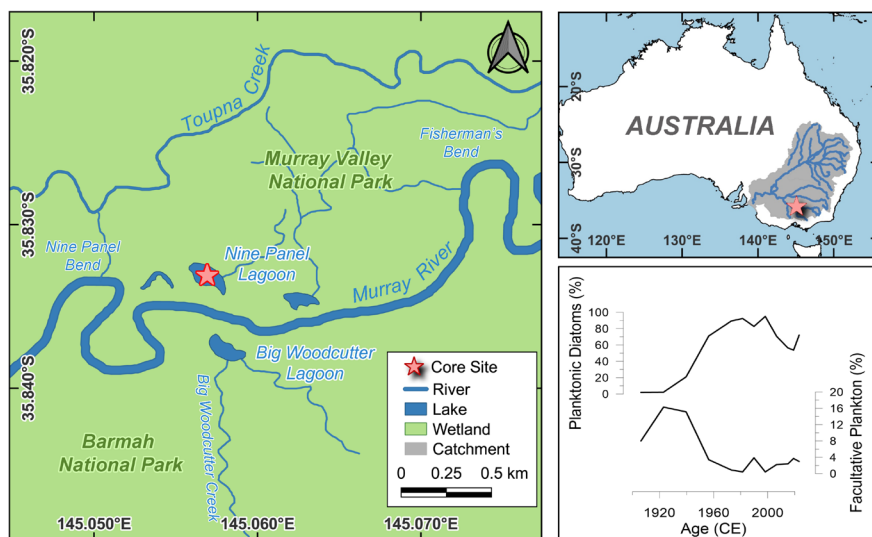 35.820°S
35.830°S
35.840°S
145.050°E
145.060°E
145.070°E
Toupna Creek
Fisherman's
Bend
Murray Valley
National Park
Nine Panel
Bend
Nine Panel
Lagoon
Murray River
Big Woodcutter
Lagoon
Big Woodcutter Creek
Barmah
National Park
Core Site
River
Lake
Wetland
Catchment
0 0.25 0.5 km
AUSTRALIA
20°S
30°S
40°S
120°E 130°E 140°E 150°E
Planktonic Diatoms (%)
100
80
60
40
20
0
Facultative Plankton (%)
20
16
12
8
4
0
1920 1960 2000
Age (CE)